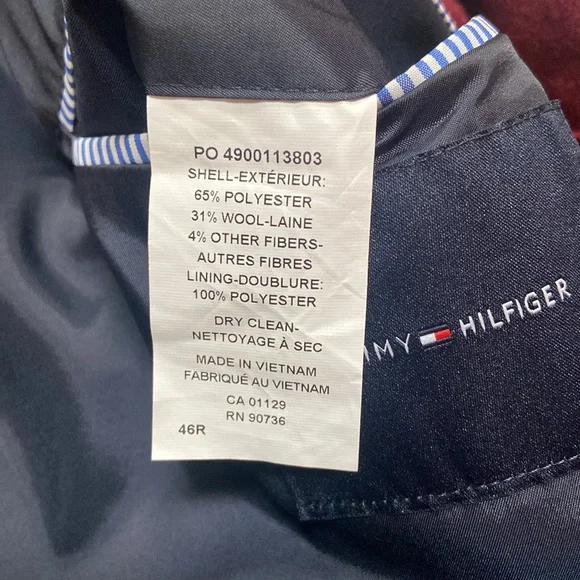 PO 4900113803
SHELL-EXTÉRIEUR:
65% POLYESTER
31% WOOL-LAINE
4% OTHER FIBERS-
AUTRES FIBRES
LINING-DOUBLURE:
100% POLYESTER
DRY CLEAN-
NETTOYAGE À SEC
MADE IN VIETNAM
FABRIQUÉ AU VIETNAM
CA 01129
RN 90736
46R
MMY HILFIGER